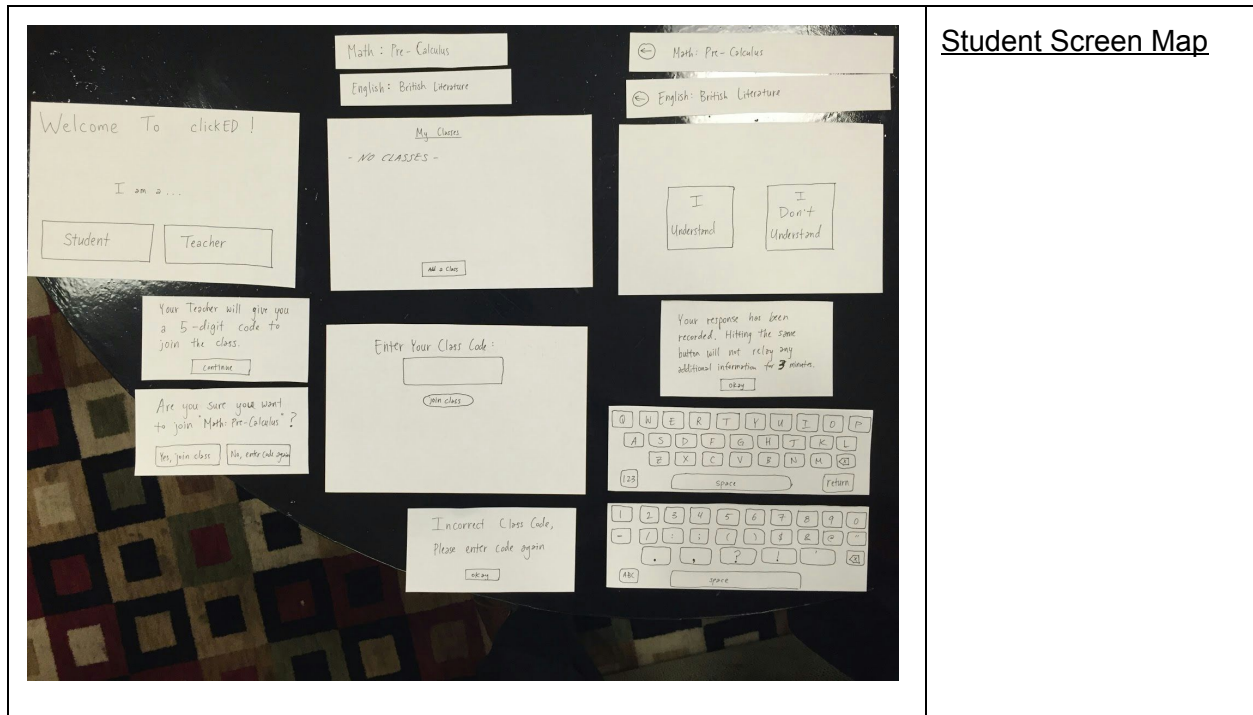 Student Screen Map
Math: Pre-Calculus
English: British Literature
Math: Pre-Calculus
English: British Literature
Welcome To clickED!
I am a...
Student
Teacher
My Classes
- NO CLASSES -
Add a Class
I
Understand
I
Don't
Understand
Your Teacher will give you
a 5-digit code to
join the class.
continue
Are you sure you want
to join "Math: Pre-Calculus"?
Yes, join class
No, enter code again
Enter Your Class Code:
join class
Incorrect Class Code,
Please enter code again
okay
Your response has been
recorded. Hitting the same
button will not relay any
additional information for 3 minutes.
okay
Q W E R T Y U I O P
A S D F G H J K L
Z X C V B N M
123 space return
1 2 3 4 5 6 7 8 9 0
- / : ; ( ) $ & @ "
. , ? ! '
ABC space